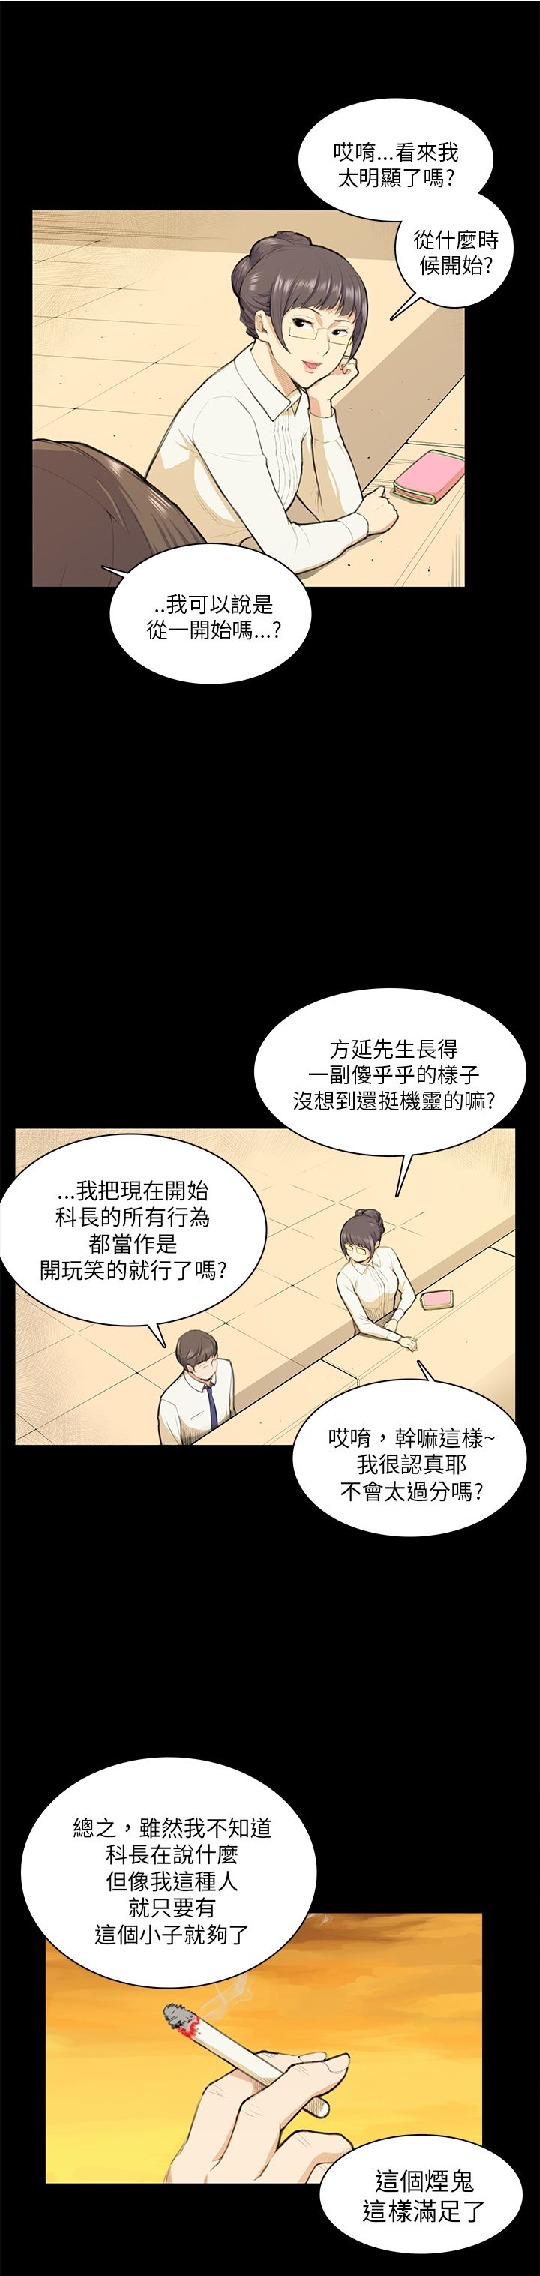 哎唷...看來我
太明顯了嗎?
從什麼時
候開始?
..我可以說是
從一開始嗎...?
方延先生長得
一副傻乎乎的樣子
沒想到還挺機靈的嘛?
...我把現在開始
科長的所有行為
都當作是
開玩笑的就行了嗎?
哎唷，幹嘛這樣~
我很認真耶
不會太過分嗎?
總之，雖然我不知道
科長在說什麼
但像我這種人
就只要有
這個小子就夠了
這個煙鬼
這樣滿足了